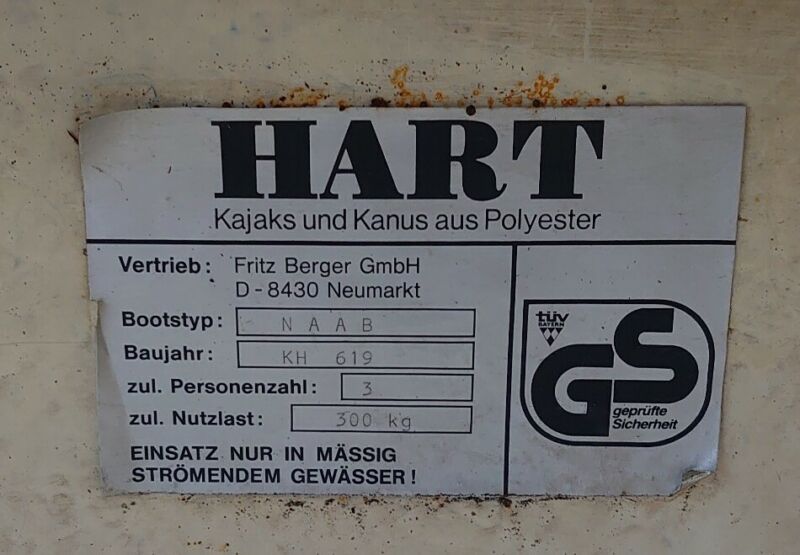 HART
Kajaks und Kanus aus Polyester
Vertrieb: Fritz Berger GmbH
D-8430 Neumarkt
Bootstyp: NAAB
Baujahr: KH 619
zul. Personenzahl: 3
zul. Nutzlast: 300 kg
EINSATZ NUR IN MÄSSIG
STRÖMENDEM GEWÄSSER!
tüv
BAYERN
GS
geprüfte
Sicherheit